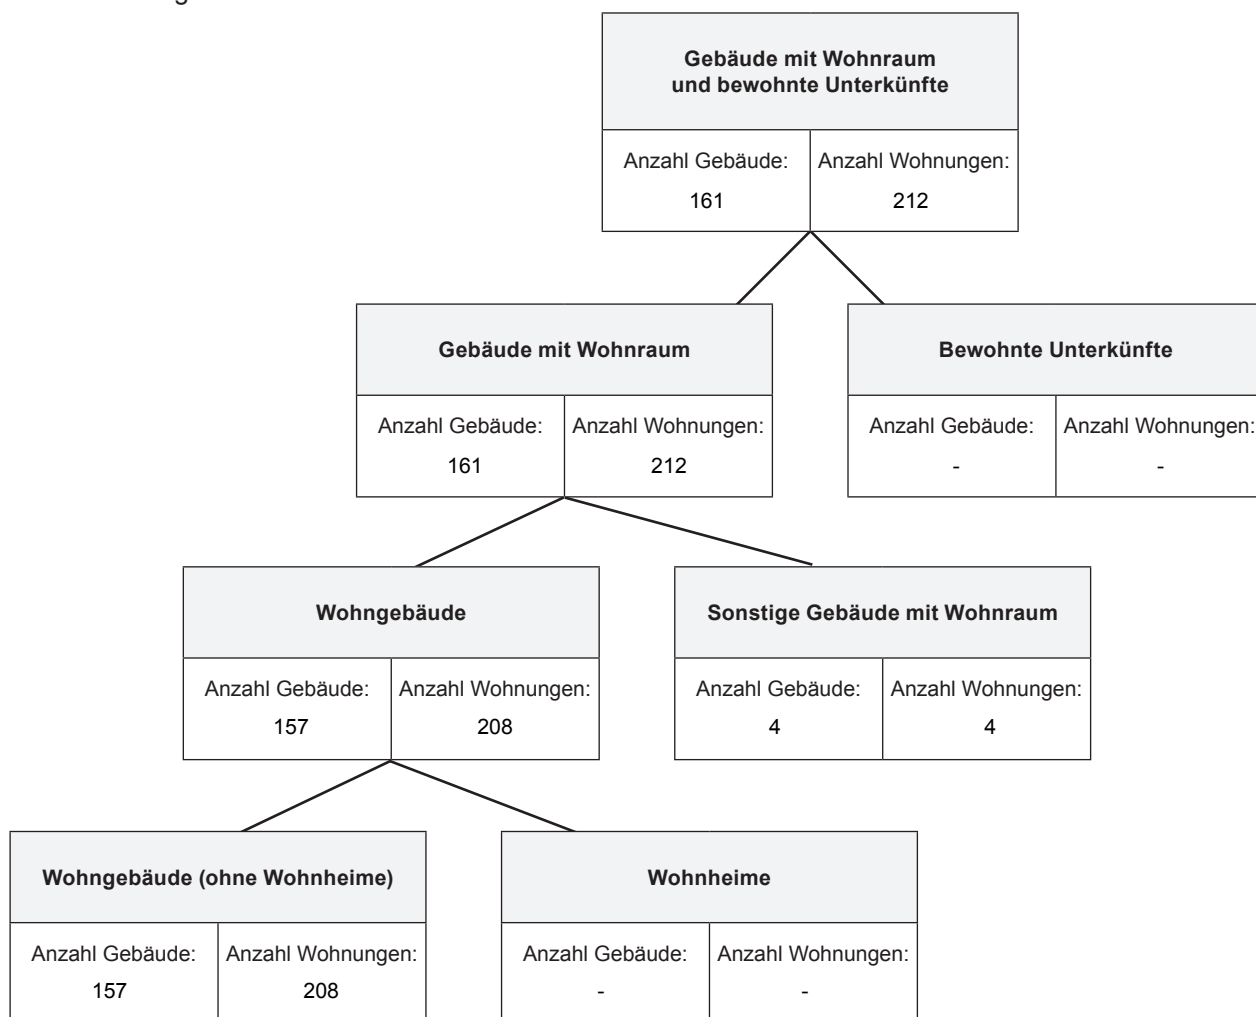 Gebäude mit Wohnraum
und bewohnte Unterkünfte
Anzahl Gebäude: Anzahl Wohnungen:
161 212
Gebäude mit Wohnraum
Anzahl Gebäude: Anzahl Wohnungen:
161 212
Bewohnte Unterkünfte
Anzahl Gebäude: Anzahl Wohnungen:
- -
Wohngebäude
Anzahl Gebäude: Anzahl Wohnungen:
157 208
Sonstige Gebäude mit Wohnraum
Anzahl Gebäude: Anzahl Wohnungen:
4 4
Wohngebäude (ohne Wohnheime)
Anzahl Gebäude: Anzahl Wohnungen:
157 208
Wohnheime
Anzahl Gebäude: Anzahl Wohnungen:
- -